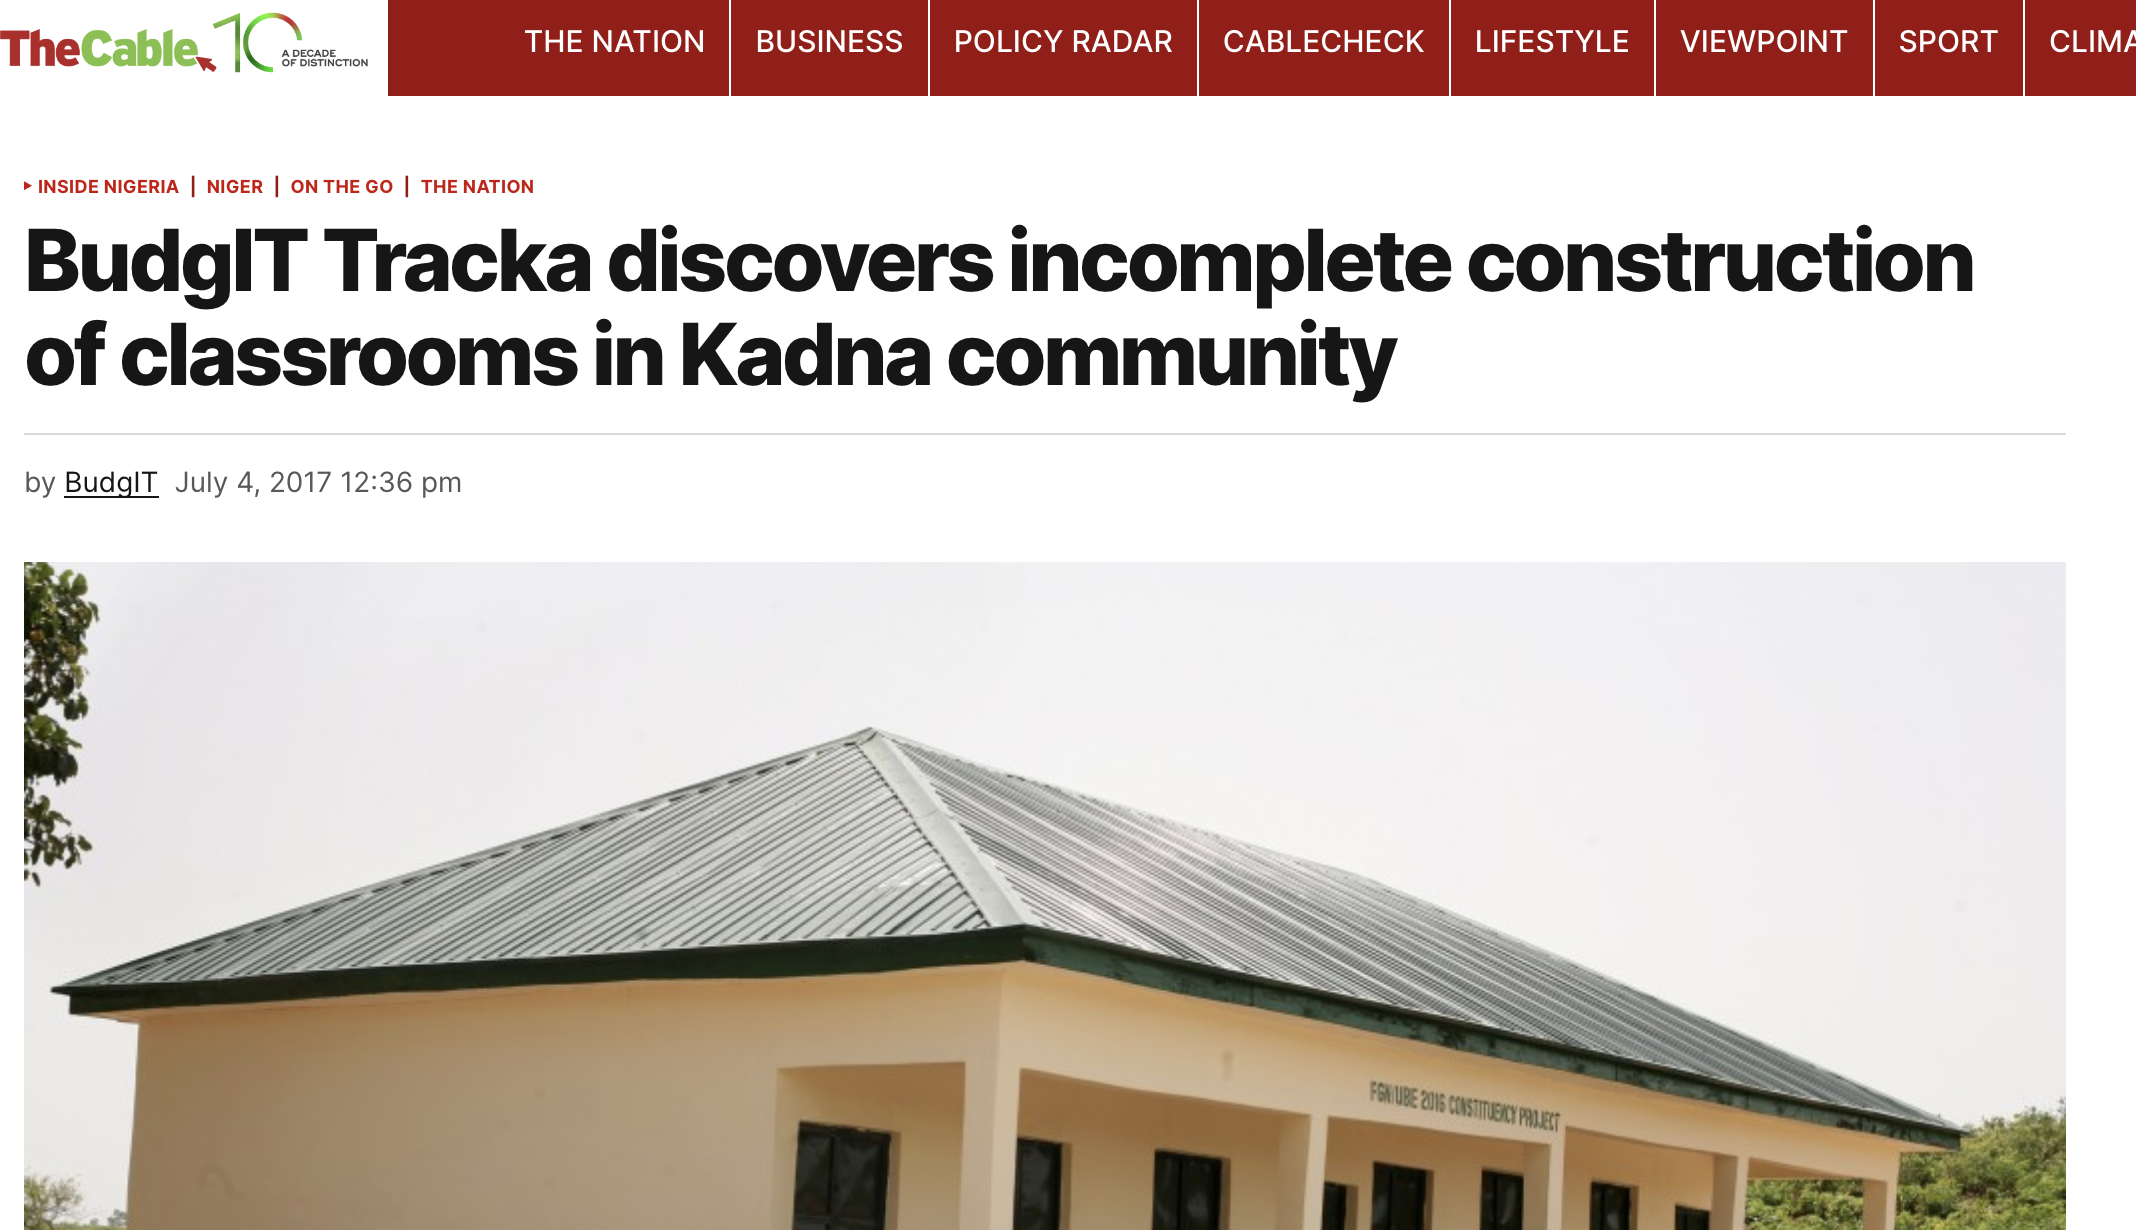 TheCable 10 A DECADE
OF DISTINCTION
THE NATION
BUSINESS
POLICY RADAR
CABLECHECK
LIFESTYLE
VIEWPOINT
SPORT
CLIMA
INSIDE NIGERIA | NIGER | ON THE GO | THE NATION
BudgIT Tracka discovers incomplete construction
of classrooms in Kadna community
by BudgIT July 4, 2017 12:36 pm
FGN/UBE 2016 CONSTITUENCY PROJECT